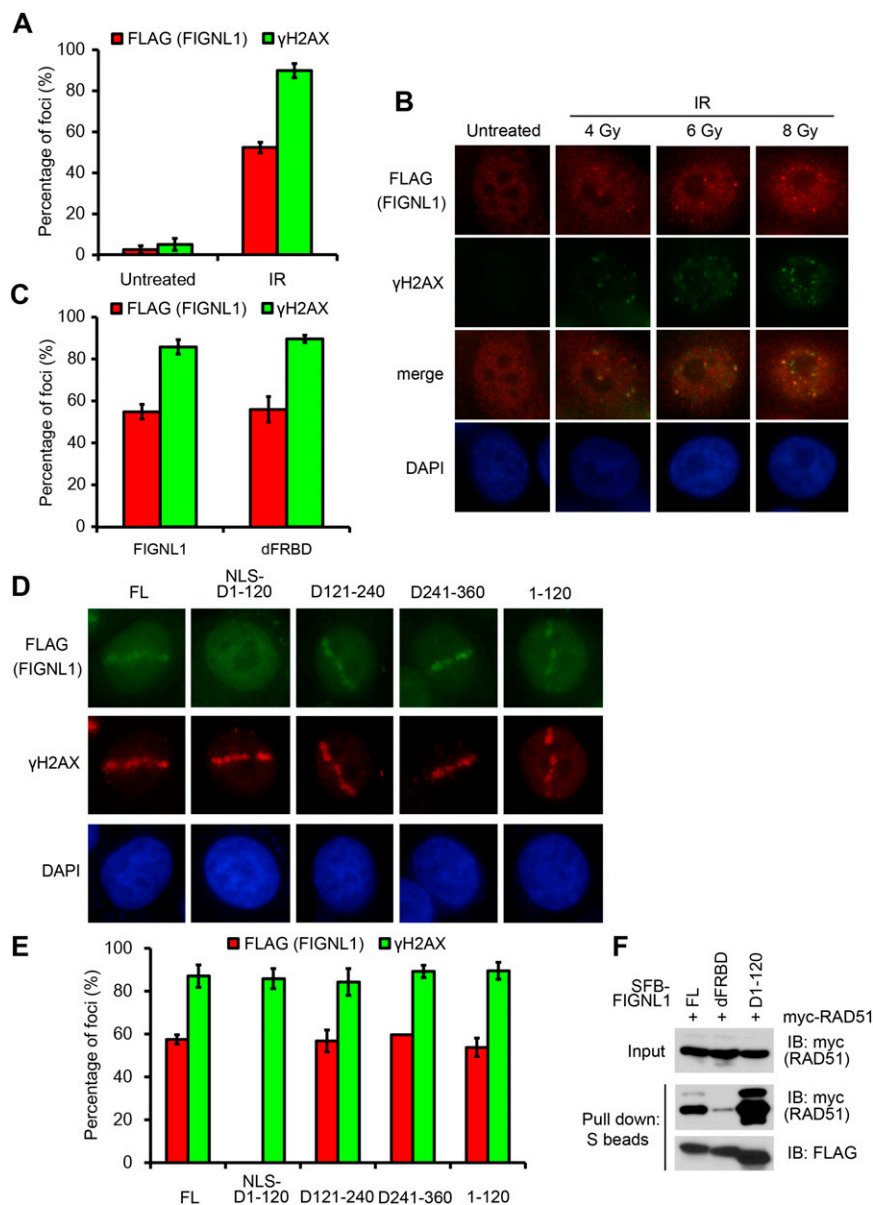 A
FLAG (FIGNL1) γH2AX
Percentage of foci (%)
100
80
60
40
20
0
Untreated IR
B
IR
Untreated 4 Gy 6 Gy 8 Gy
FLAG
(FIGNL1)
γH2AX
merge
DAPI
C
FLAG (FIGNL1) γH2AX
Percentage of foci (%)
100
80
60
40
20
0
FIGNL1 dFRBD
D
FL NLS-
D1-120 D121-240 D241-360 1-120
FLAG
(FIGNL1)
γH2AX
DAPI
E
FLAG (FIGNL1) γH2AX
Percentage of foci (%)
100
80
60
40
20
0
FL NLS-
D1-120 D121-240 D241-360 1-120
F
SFB-
FIGNL1
FL
dFRBD
D1-120
+ + + myc-RAD51
Input
IB: myc
(RAD51)
Pull down:
S beads
IB: myc
(RAD51)
IB: FLAG